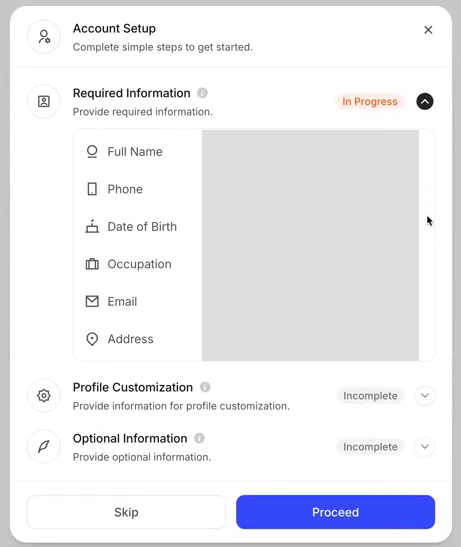 Account Setup
Complete simple steps to get started.
Required Information
In Progress
Provide required information.
Full Name
Phone
Date of Birth
Occupation
Email
Address
Profile Customization
Incomplete
Provide information for profile customization.
Optional Information
Incomplete
Provide optional information.
Skip
Proceed